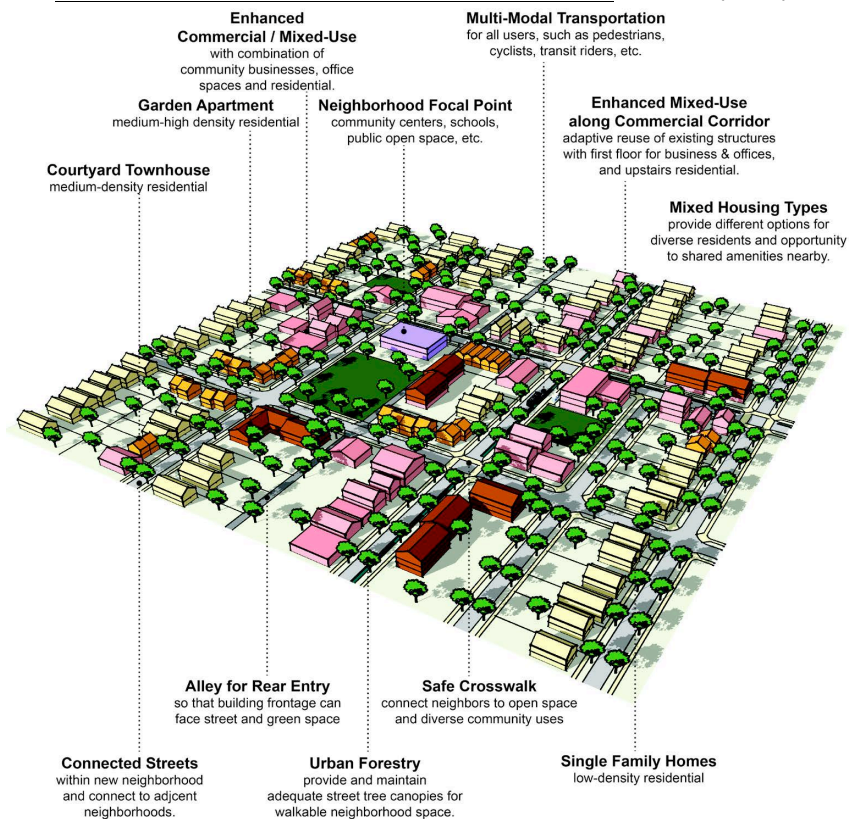 Enhanced
Commercial / Mixed-Use
with combination of
community businesses, office
spaces and residential.
Multi-Modal Transportation
for all users, such as pedestrians,
cyclists, transit riders, etc.
Garden Apartment
medium-high density residential
Neighborhood Focal Point
community centers, schools,
public open space, etc.
Enhanced Mixed-Use
along Commercial Corridor
adaptive reuse of existing structures
with first floor for business & offices,
and upstairs residential.
Courtyard Townhouse
medium-density residential
Mixed Housing Types
provide different options for
diverse residents and opportunity
to shared amenities nearby.
Alley for Rear Entry
so that building frontage can
face street and green space
Safe Crosswalk
connect neighbors to open space
and diverse community uses
Connected Streets
within new neighborhood
and connect to adjcent
neighborhoods.
Urban Forestry
provide and maintain
adequate street tree canopies for
walkable neighborhood space.
Single Family Homes
low-density residential